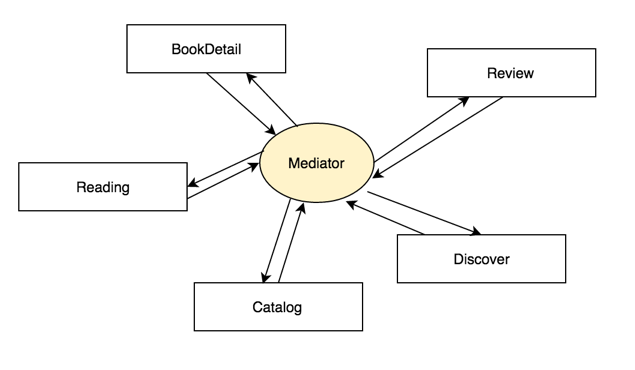 BookDetail
Review
Mediator
Reading
Discover
Catalog